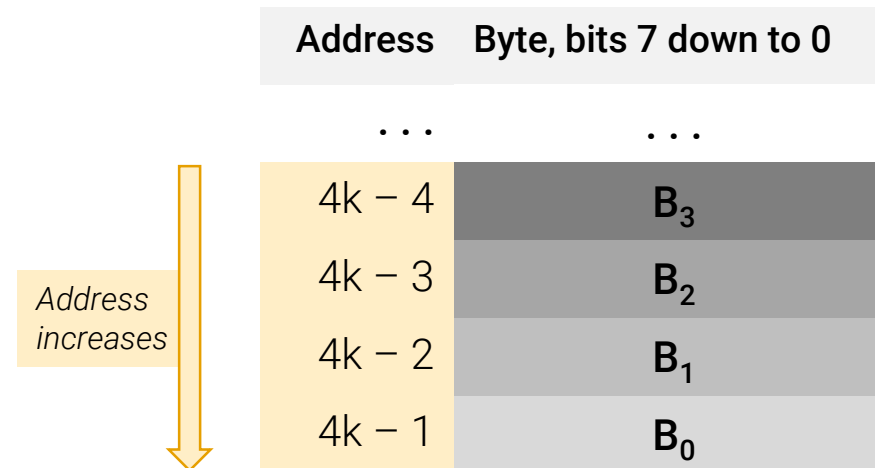 Address Byte, bits 7 down to 0
. . . . . .
4k – 4 B₃
4k – 3 B₂
Address
increases
4k – 2 B₁
4k – 1 B₀